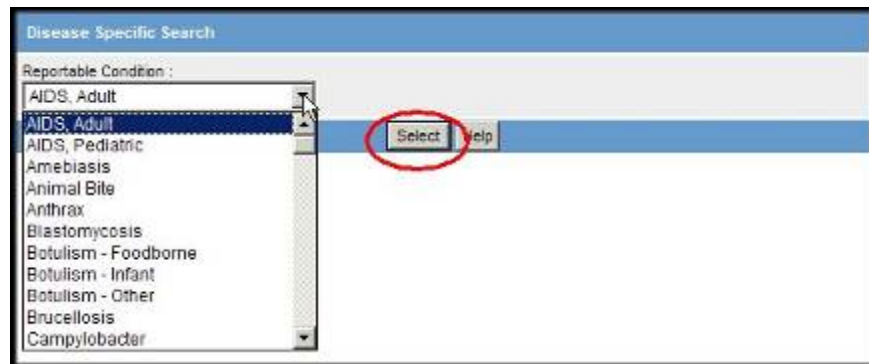 Disease Specific Search
Reportable Condition :
AIDS, Adult
AIDS, Adult
AIDS, Pediatric
Amebiasis
Animal Bite
Anthrax
Blastomycosis
Botulism - Foodborne
Botulism - Infant
Botulism - Other
Brucellosis
Campylobacter
Select Help